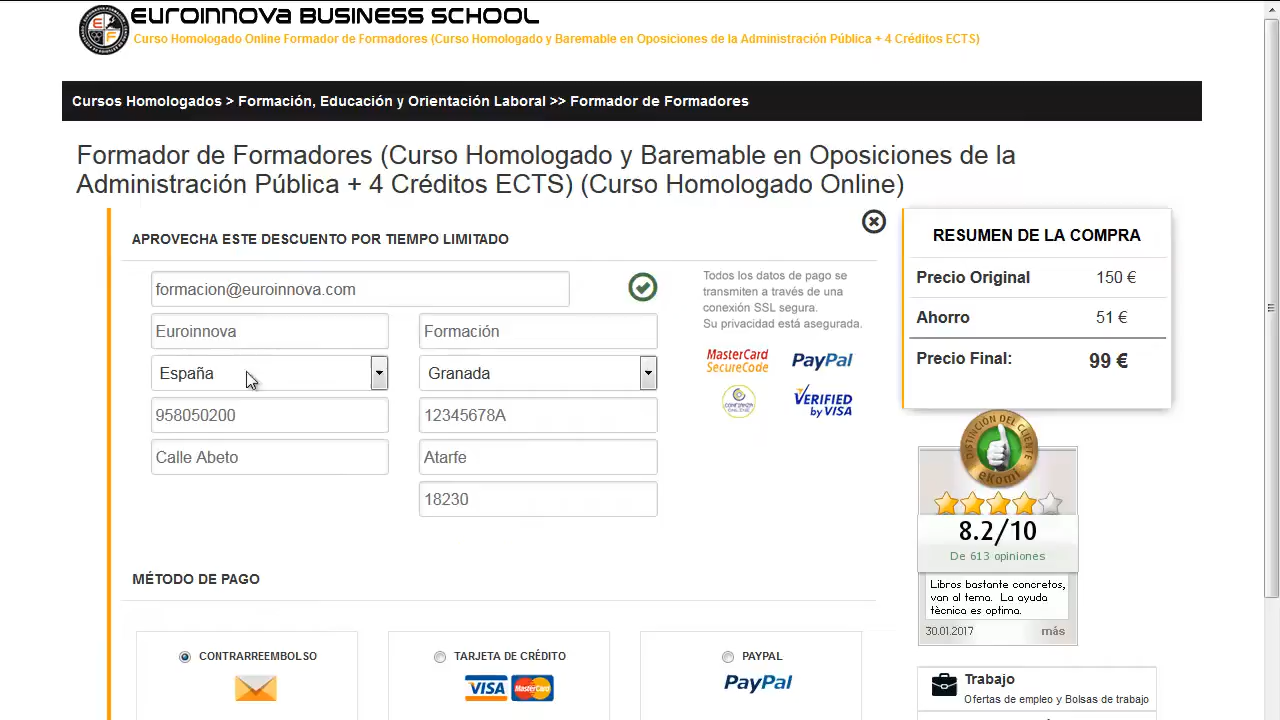 EUROINNOVA BUSINESS SCHOOL
Curso Homologado Online Formador de Formadores (Curso Homologado y Baremable en Oposiciones de la Administración Pública + 4 Créditos ECTS)
Cursos Homologados > Formación, Educación y Orientación Laboral >> Formador de Formadores
Formador de Formadores (Curso Homologado y Baremable en Oposiciones de la
Administración Pública + 4 Créditos ECTS) (Curso Homologado Online)
APROVECHA ESTE DESCUENTO POR TIEMPO LIMITADO
formacion@euroinnova.com
Euroinnova
Formación
España
Granada
958050200
12345678A
Calle Abeto
Atarfe
18230
Todos los datos de pago se
transmiten a través de una
conexión SSL segura.
Su privacidad está asegurada.
MasterCard
SecureCode
PayPal
CONFIANZA
ONLINE
VERIFIED
by VISA
RESUMEN DE LA COMPRA
Precio Original 150 €
Ahorro 51 €
Precio Final: 99 €
DISTINCIÓN DEL CLIENTE
eKomi
8.2/10
De 613 opiniones
Libros bastante concretos,
van al tema. La ayuda
tècnica es optima.
30.01.2017 más
Trabajo
Ofertas de empleo y Bolsas de trabajo
MÉTODO DE PAGO
CONTRARREEMBOLSO
TARJETA DE CRÉDITO
VISA MasterCard
PAYPAL
PayPal